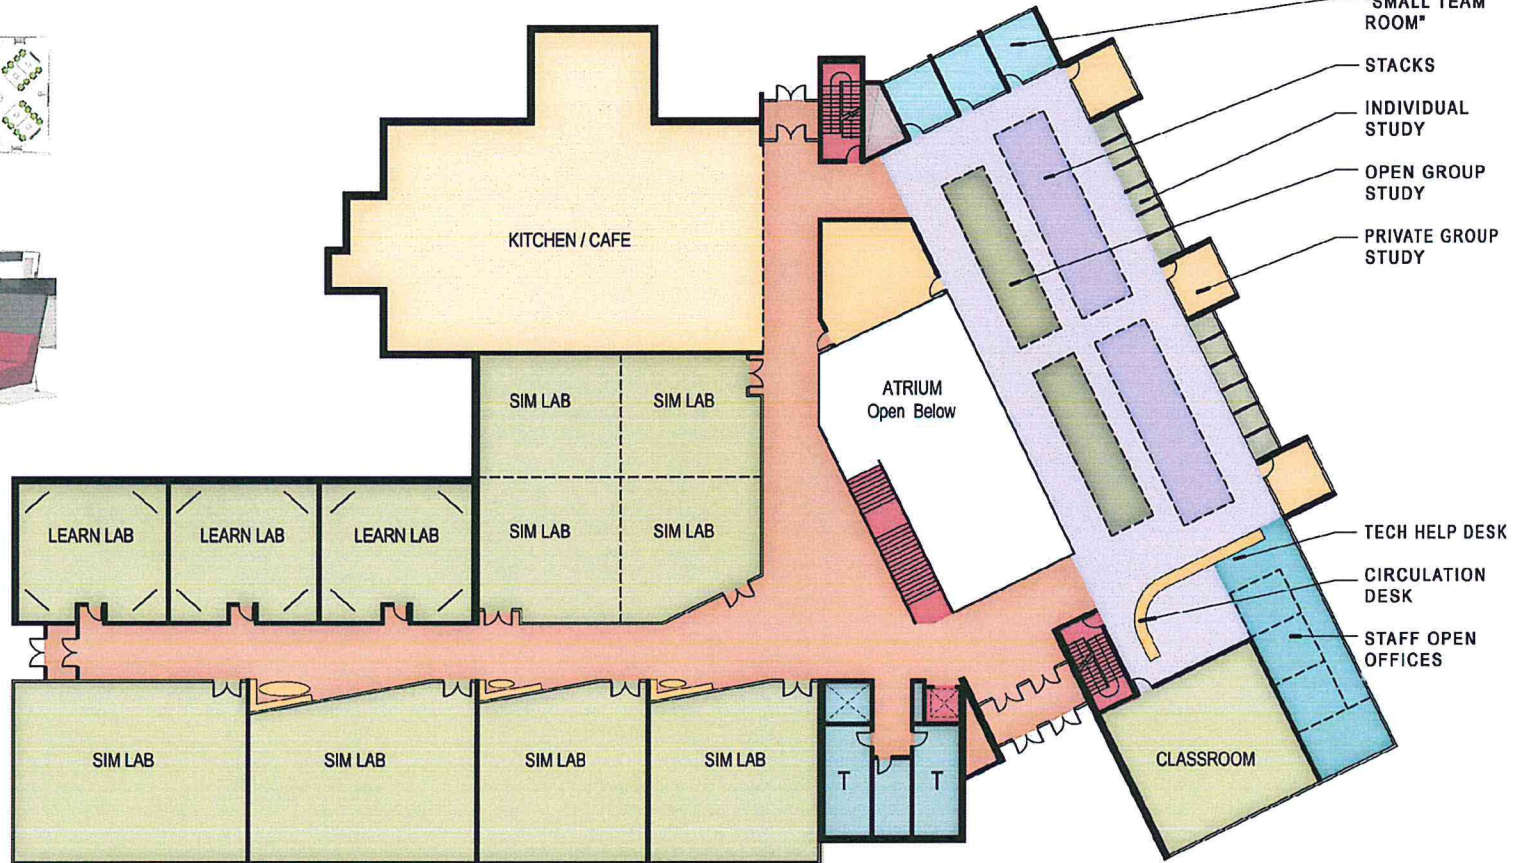 "SMALL TEAM
ROOM"
STACKS
INDIVIDUAL
STUDY
OPEN GROUP
STUDY
PRIVATE GROUP
STUDY
KITCHEN / CAFE
ATRIUM
Open Below
SIM LAB
SIM LAB
SIM LAB
SIM LAB
LEARN LAB
LEARN LAB
LEARN LAB
TECH HELP DESK
CIRCULATION
DESK
STAFF OPEN
OFFICES
SIM LAB
SIM LAB
SIM LAB
SIM LAB
T
T
CLASSROOM